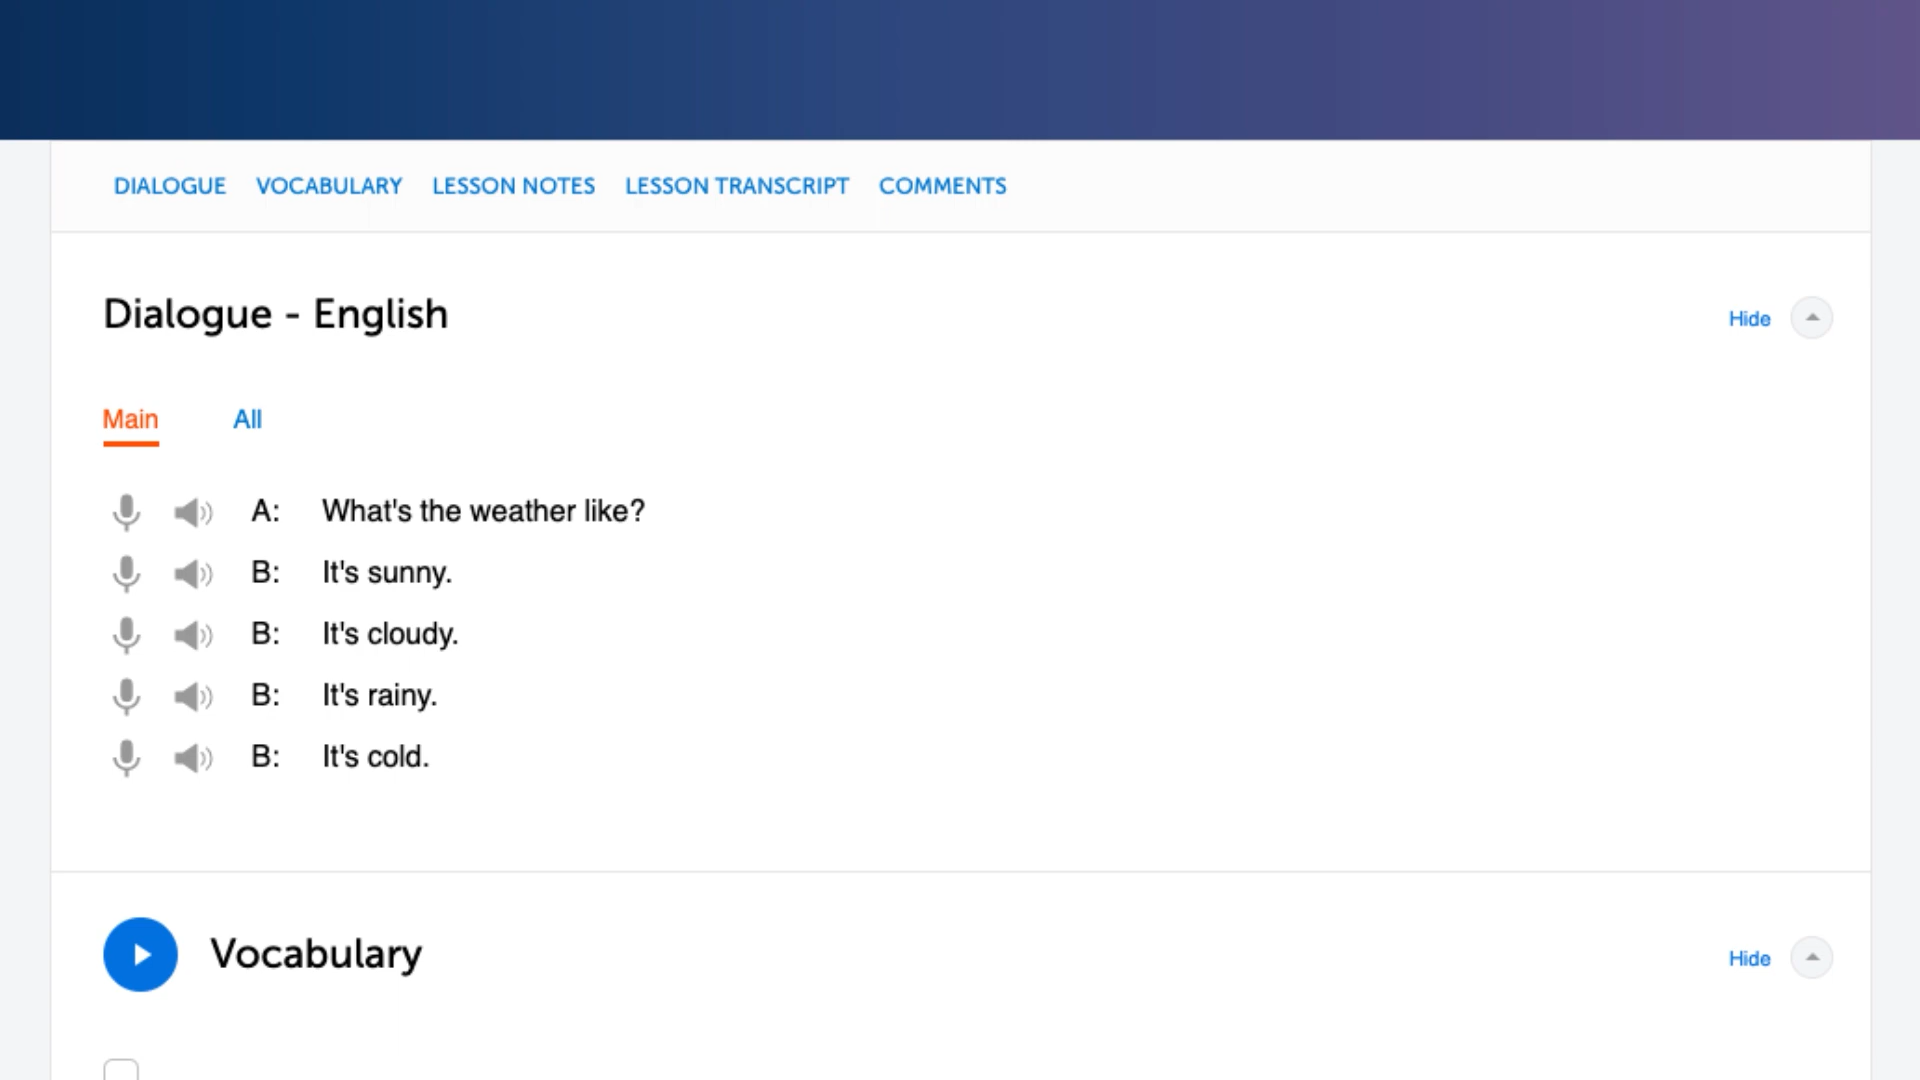 DIALOGUE VOCABULARY LESSON NOTES LESSON TRANSCRIPT COMMENTS
Dialogue - English
Hide
Main All
A: What's the weather like?
B: It's sunny.
B: It's cloudy.
B: It's rainy.
B: It's cold.
Vocabulary
Hide